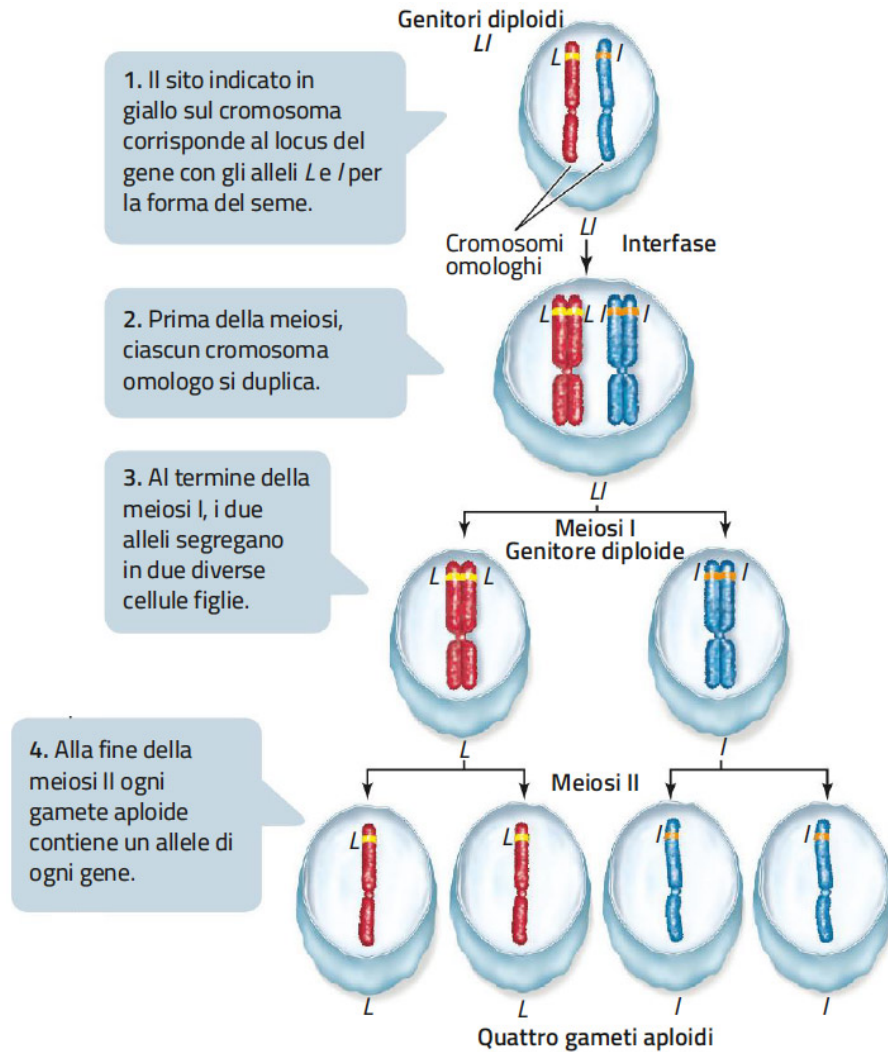 Genitori diploidi
Ll
L
l
1. Il sito indicato in
giallo sul cromosoma
corrisponde al locus del
gene con gli alleli L e l per
la forma del seme.
Cromosomi
omologhi
Ll
Interfase
2. Prima della meiosi,
ciascun cromosoma
omologo si duplica.
L L l l
Ll
3. Al termine della
meiosi I, i due
alleli segregano
in due diverse
cellule figlie.
Meiosi I
Genitore diploide
L L
l l
L
l
4. Alla fine della
meiosi II ogni
gamete aploide
contiene un allele di
ogni gene.
Meiosi II
L
L
l
l
L
L
l
l
Quattro gameti aploidi